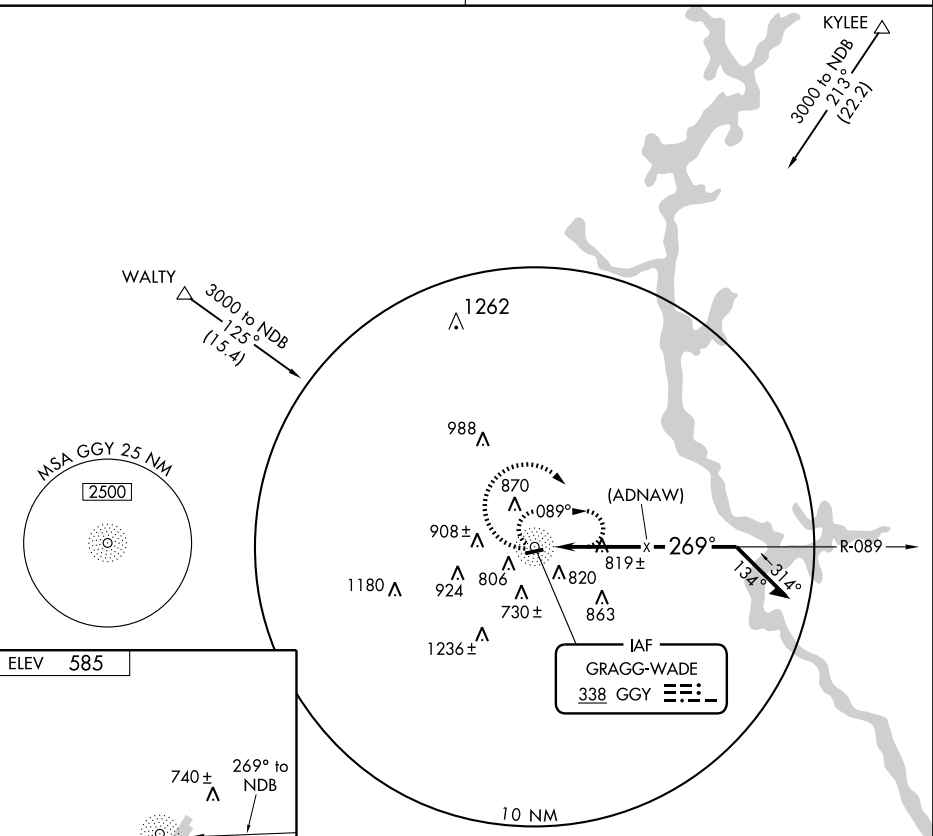 KYLEE
3000 to NDB
213°
(22.2)
WALTY
3000 to NDB
125°
(15.4)
1262
MSA GGY 25 NM
2500
988
870
(ADNAW)
089°
908±
269°
R-089
819±
806
820
924
1180
134°
314°
730±
863
1236±
IAF
GRAGG-WADE
338 GGY
ELEV 585
740±
269° to
NDB
10 NM